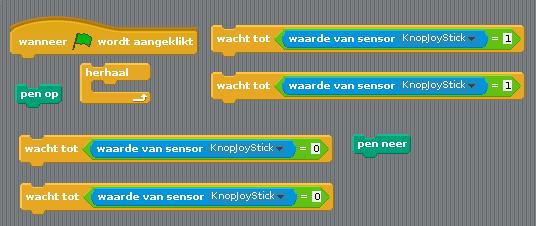 wanneer wordt aangeklikt
wacht tot waarde van sensor KnopJoyStick = 1
herhaal
pen op
wacht tot waarde van sensor KnopJoyStick = 1
wacht tot waarde van sensor KnopJoyStick = 0
pen neer
wacht tot waarde van sensor KnopJoyStick = 0